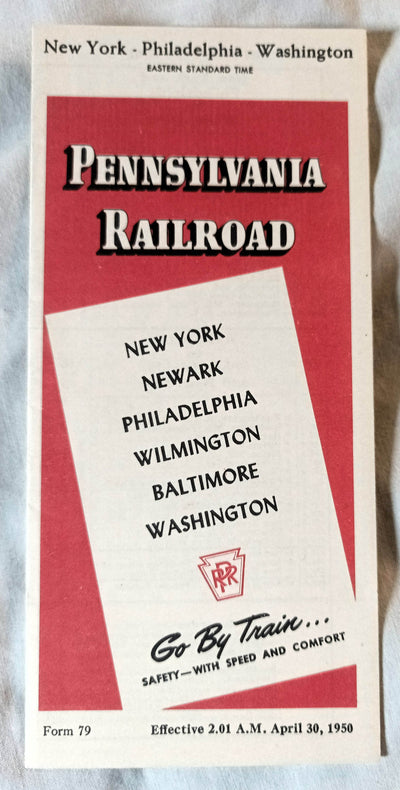 New York - Philadelphia - Washington
EASTERN STANDARD TIME
PENNSYLVANIA
RAILROAD
NEW YORK
NEWARK
PHILADELPHIA
WILMINGTON
BALTIMORE
WASHINGTON
PRR
Go By Train...
SAFETY—WITH SPEED AND COMFORT
Form 79 Effective 2.01 A.M. April 30, 1950